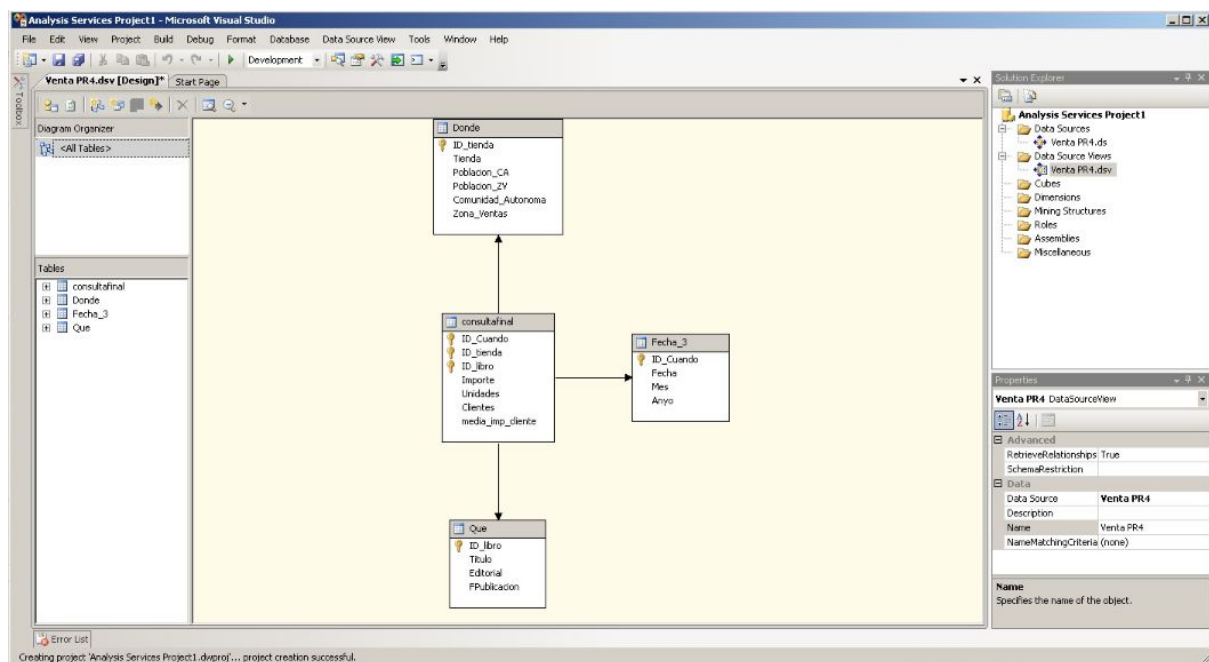 Analysis Services Project1 - Microsoft Visual Studio
File Edit View Project Build Debug Format Database Data Source View Tools Window Help
Development
Toolbox
Venta PR4.dsv [Design]* Start Page
Diagram Organizer
<All Tables>
Tables
consultafinal
Donde
Fecha_3
Que
Donde
ID_tienda
Tienda
Poblacion_CA
Poblacion_ZV
Comunidad_Autonoma
Zona_Ventas
consultafinal
ID_Cuando
ID_tienda
ID_libro
Importe
Unidades
Clientes
media_imp_cliente
Fecha_3
ID_Cuando
Fecha
Mes
Anyo
Que
ID_libro
Titulo
Editorial
FPublicacion
Solution Explorer
Analysis Services Project1
Data Sources
Venta PR4.ds
Data Source Views
Venta PR4.dsv
Cubes
Dimensions
Mining Structures
Roles
Assemblies
Miscellaneous
Properties
Venta PR4 DataSourceView
Advanced
RetrieveRelationships True
SchemaRestriction
Data
Data Source Venta PR4
Description
Name Venta PR4
NameMatchingCriteria (none)
Name
Specifies the name of the object.
Error List
Creating project 'Analysis Services Project1.dwproj'... project creation successful.